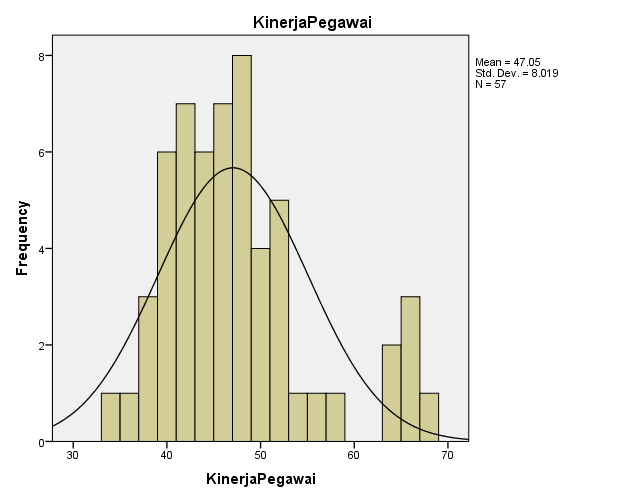 KinerjaPegawai
Mean = 47.05
Std. Dev. = 8.019
N = 57
Frequency
8
6
4
2
0
30 40 50 60 70
KinerjaPegawai